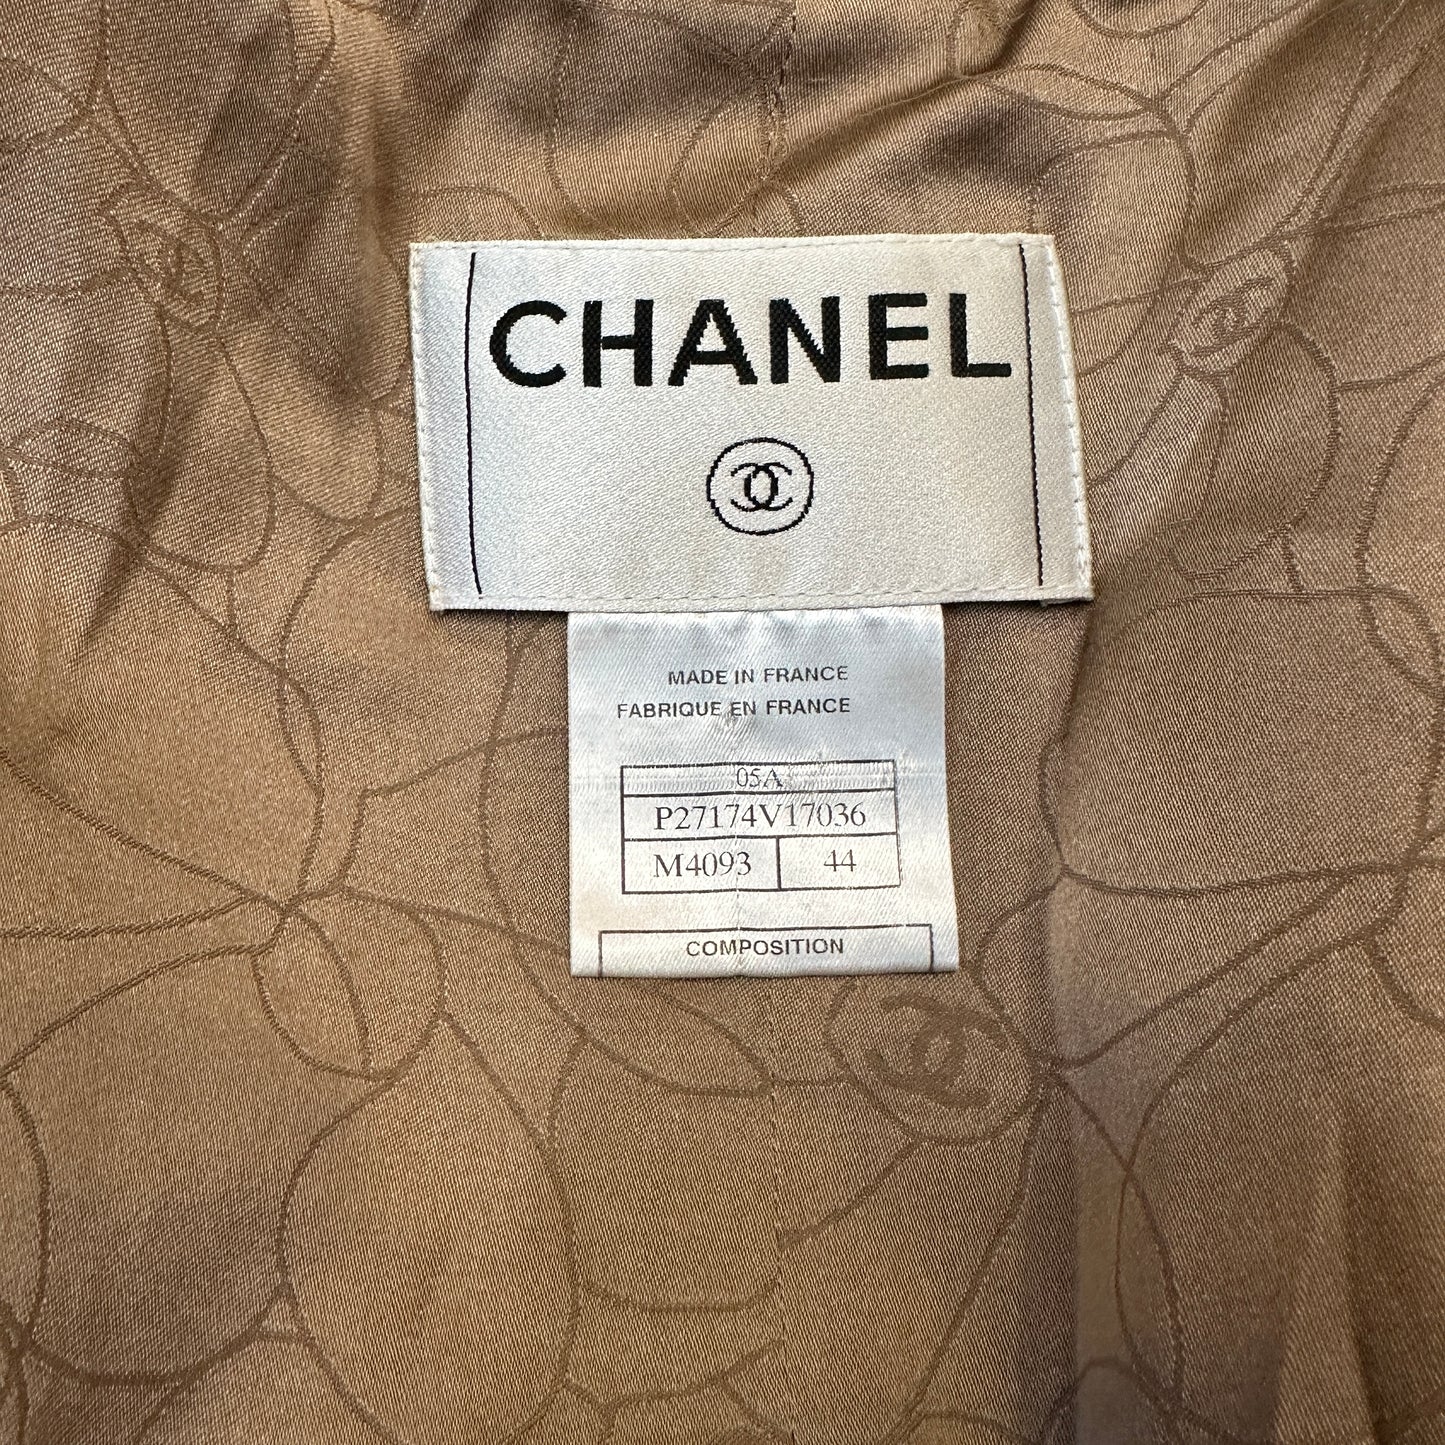 CHANEL
MADE IN FRANCE
FABRIQUE EN FRANCE
05A
P27174V17036
M4093 44
COMPOSITION